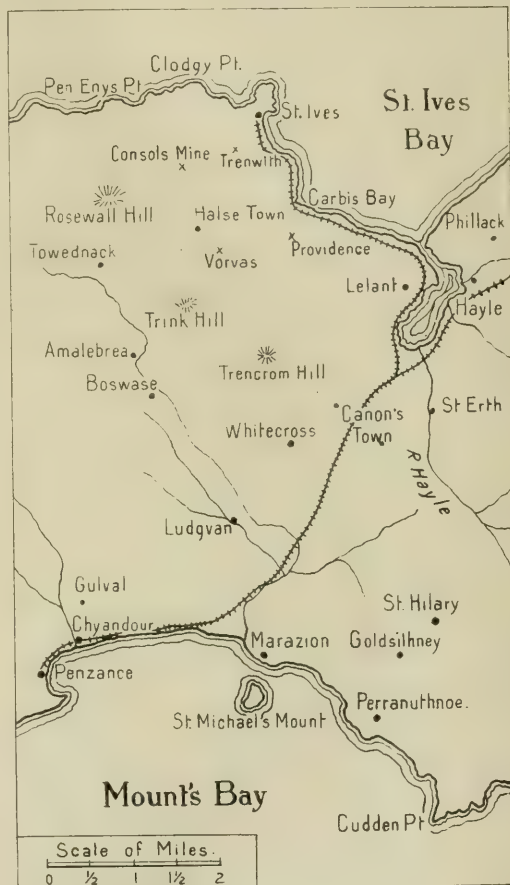 Clodgy Pt.
Pen Enys Pt
St. Ives
St. Ives
Bay
Consols Mine
Trenwith
Carbis Bay
Rosewall Hill
Halse Town
Phillack
Towednack
Vorvas
Providence
Lelant
Hayle
Trink Hill
Amalebrea
Trencrom Hill
Boswase
Canon's
Town
St Erth
Whitecross
R Hayle
Ludgvan
Gulval
St. Hilary
Chyandour
Marazion
Goldsithney
Penzance
St. Michael's Mount
Perranuthnoe.
Mount's Bay
Cudden Pt
Scale of Miles.
0 ½ 1 1½ 2